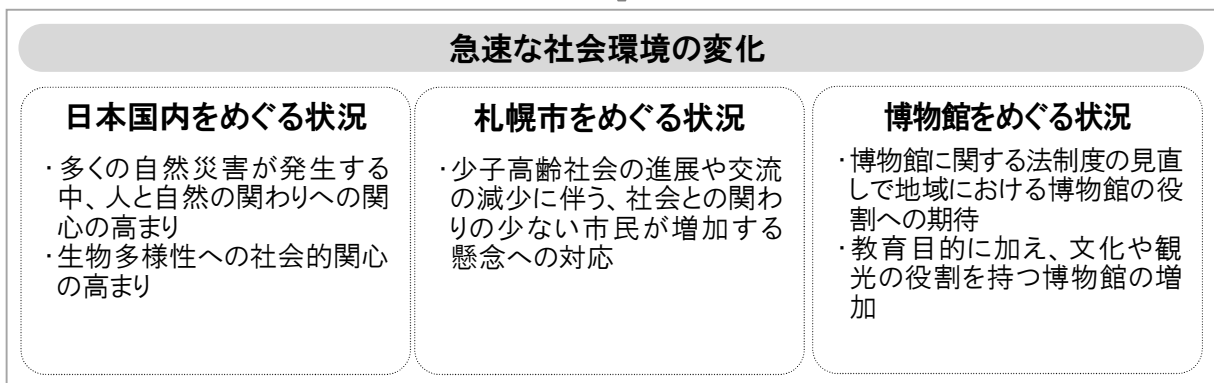 急速な社会環境の変化
日本国内をめぐる状況
・多くの自然災害が発生する
中、人と自然の関わりへの関
心の高まり
・生物多様性への社会的関心
の高まり
札幌市をめぐる状況
・少子高齢社会の進展や交流
の減少に伴う、社会との関わ
りの少ない市民が増加する
懸念への対応
博物館をめぐる状況
・博物館に関する法制度の見直
しで地域における博物館の役
割への期待
・教育目的に加え、文化や観
光の役割を持つ博物館の増
加